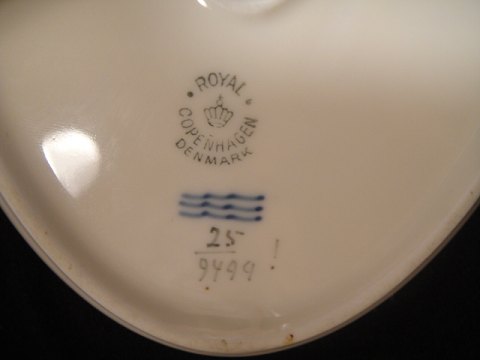 ROYAL
COPENHAGEN
DENMARK
25
9499 !